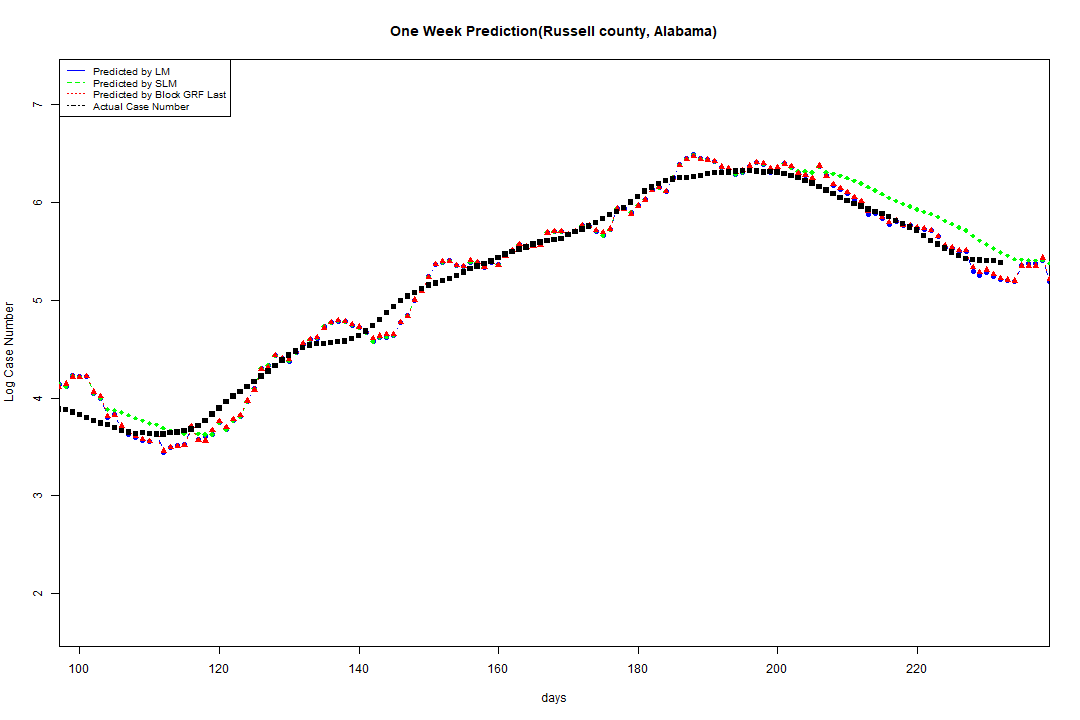 One Week Prediction(Russell county, Alabama)
Predicted by LM
Predicted by SLM
Predicted by Block GRF Last
Actual Case Number
7
6
5
4
3
2
Log Case Number
100 120 140 160 180 200 220
days